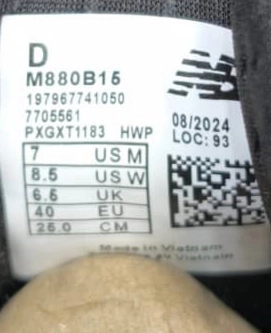 D
M880B15
197967741050
7705561
PXGXT1183 HWP
08/2024
LOC: 93
7 US M
8.5 US W
6.5 UK
40 EU
25.0 CM
Made in Vietnam
Vietnam